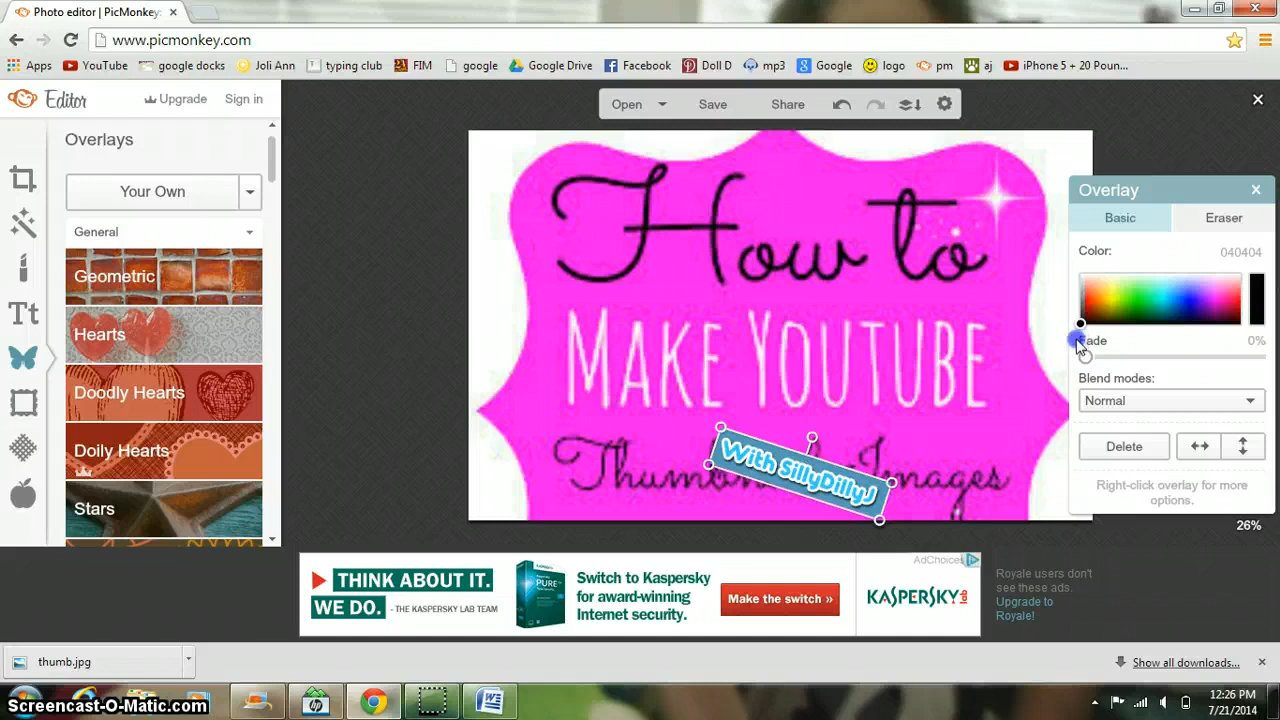 Photo editor | PicMonkey:
www.picmonkey.com
Apps YouTube google docks Joli Ann typing club FIM google Google Drive Facebook Doll D mp3 Google logo pm aj iPhone 5 + 20 Poun...
Editor Upgrade Sign in
Open Save Share
Overlays
Your Own
General
Geometric
Hearts
Doodly Hearts
Doily Hearts
Stars
How to
Make Youtube
Thumbnails Images
With SillyDillyJ
Overlay
Basic Eraser
Color: 040404
Fade 0%
Blend modes:
Normal
Delete
Right-click overlay for more
options.
26%
THINK ABOUT IT.
WE DO. - THE KASPERSKY LAB TEAM
KASPERSKY PURE
Switch to Kaspersky
for award-winning
Internet security.
Make the switch »
AdChoices
KASPERSKY lab
Royale users don't
see these ads.
Upgrade to
Royale!
thumb.jpg
Show all downloads...
Screencast-O-Matic.com
12:26 PM
7/21/2014